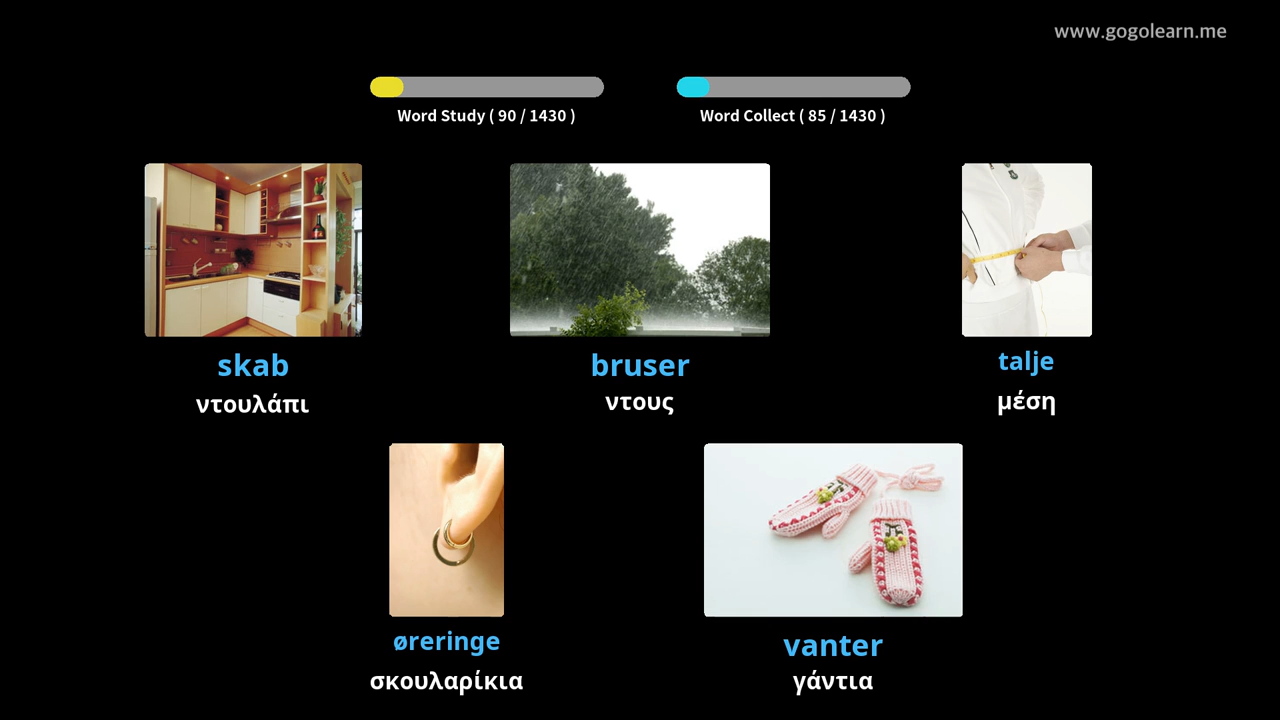 www.gogolearn.me
Word Study ( 90 / 1430 )
Word Collect ( 85 / 1430 )
skab
ντουλάπι
bruser
ντους
talje
μέση
øreringe
σκουλαρίκια
vanter
γάντια